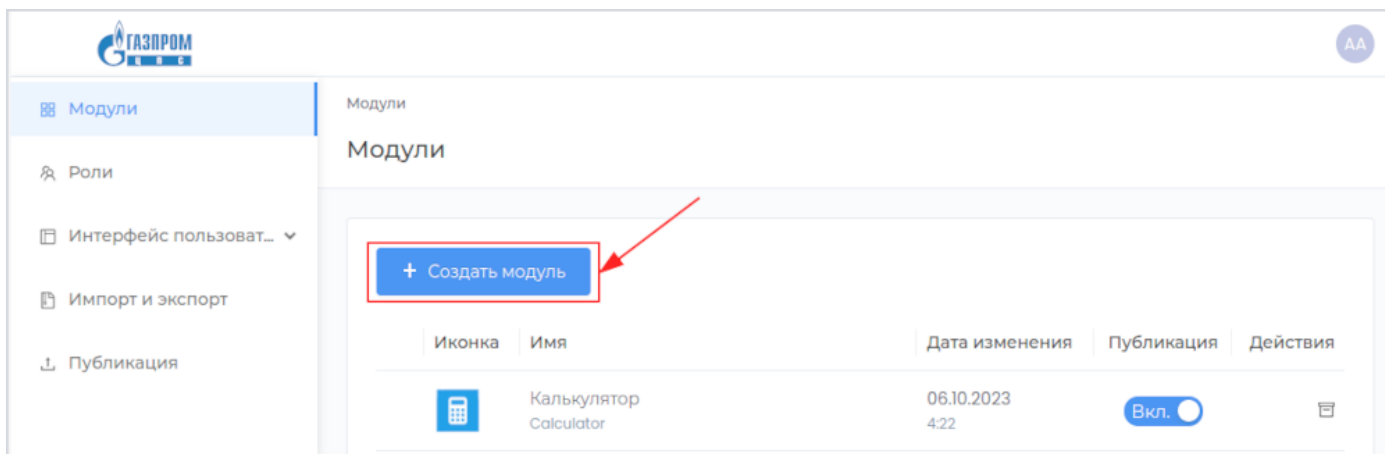 ГАЗПРОМ
ЦПС
АА
Модули
Роли
Интерфейс пользоват...
Импорт и экспорт
Публикация
Модули
Модули
+ Создать модуль
Иконка Имя Дата изменения Публикация Действия
Калькулятор 06.10.2023 Вкл.
Calculator 4:22